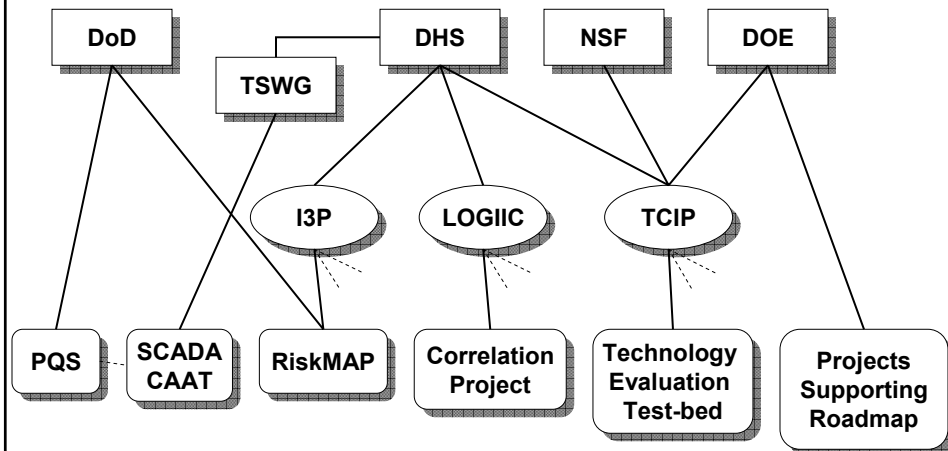 DoD
DHS
NSF
DOE
TSWG
I3P
LOGIIC
TCIP
PQS
SCADA
CAAT
RiskMAP
Correlation
Project
Technology
Evaluation
Test-bed
Projects
Supporting
Roadmap